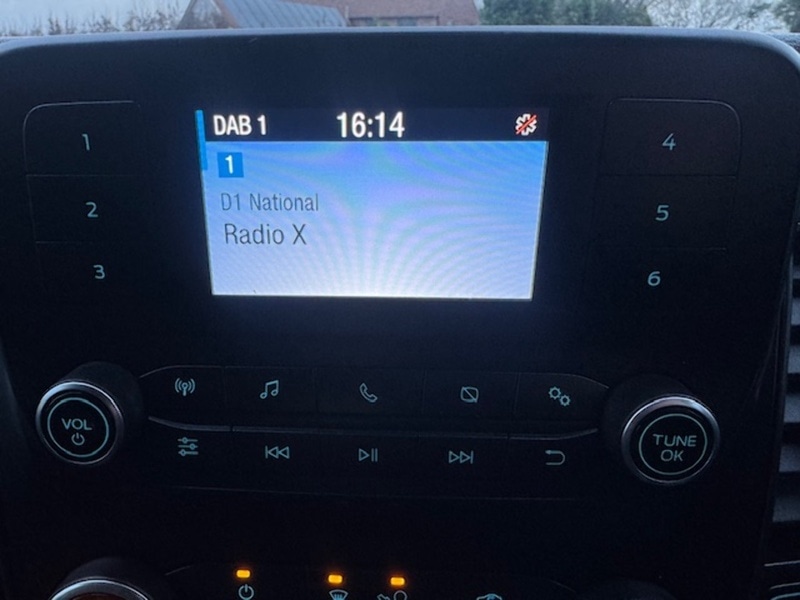 DAB 1 16:14
1
D1 National
Radio X
1
2
3
4
5
6
VOL
TUNE
OK